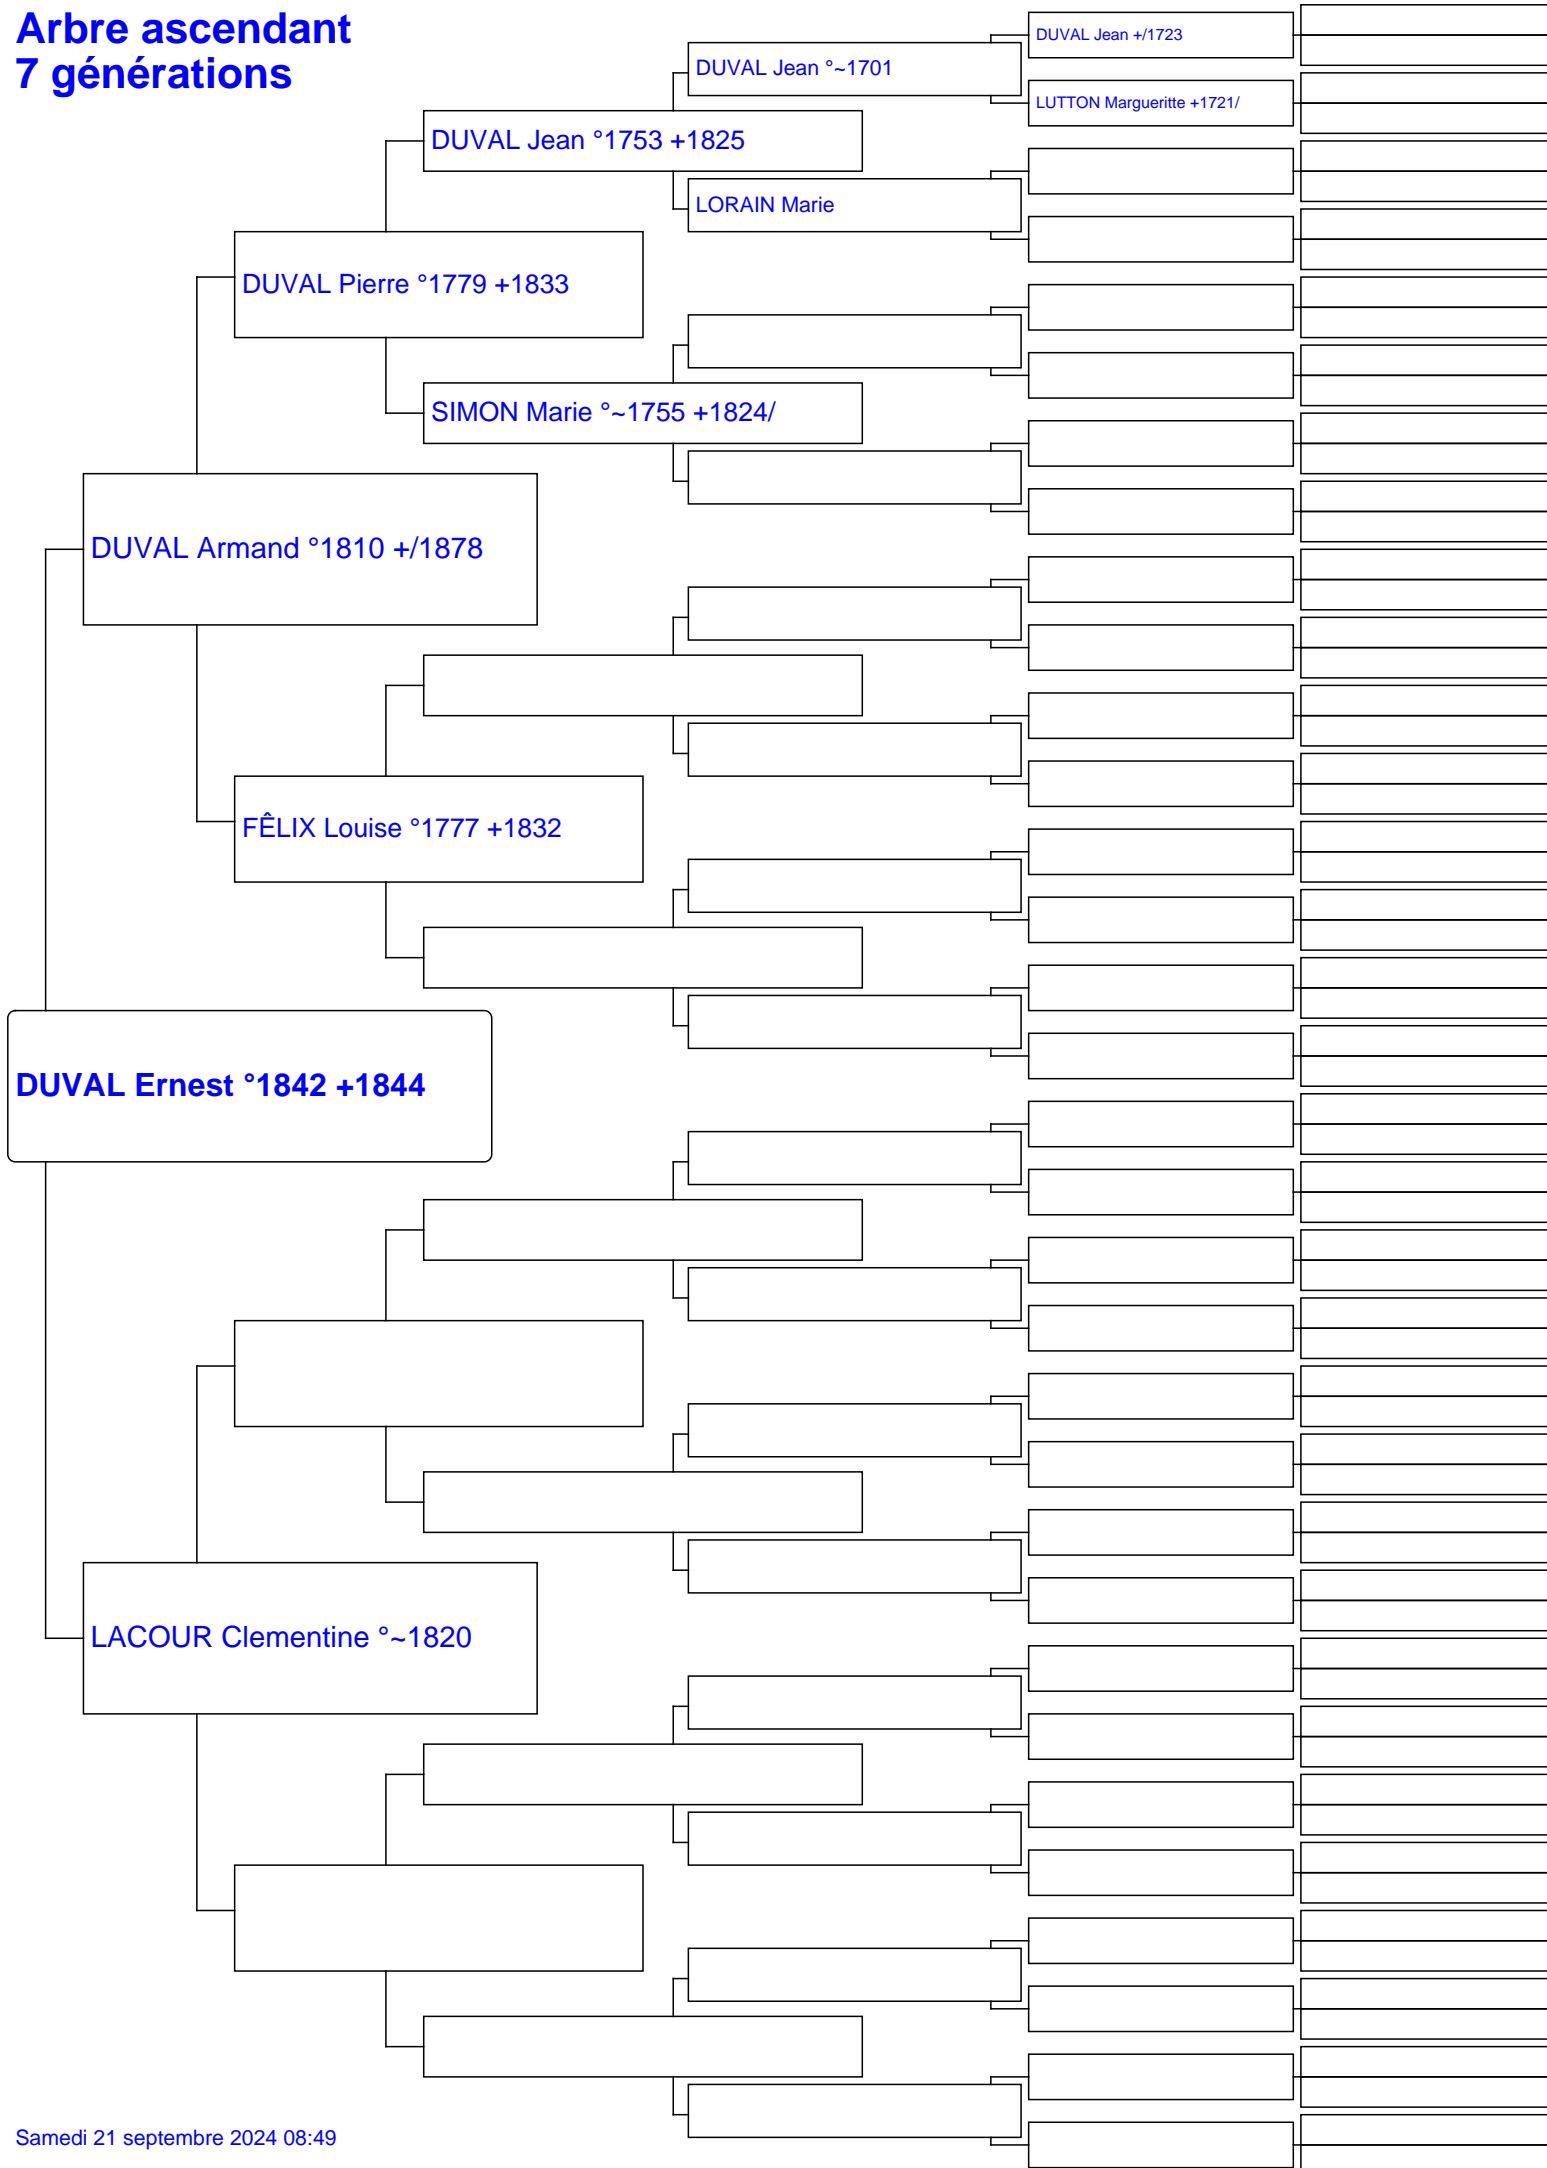 Arbre ascendant
7 générations
DUVAL Jean +/1723
DUVAL Jean °~1701
LUTTON Margueritte +1721/
DUVAL Jean °1753 +1825
LORAIN Marie
DUVAL Pierre °1779 +1833
SIMON Marie °~1755 +1824/
DUVAL Armand °1810 +/1878
FÊLIX Louise °1777 +1832
DUVAL Ernest °1842 +1844
LACOUR Clementine °~1820
Samedi 21 septembre 2024 08:49